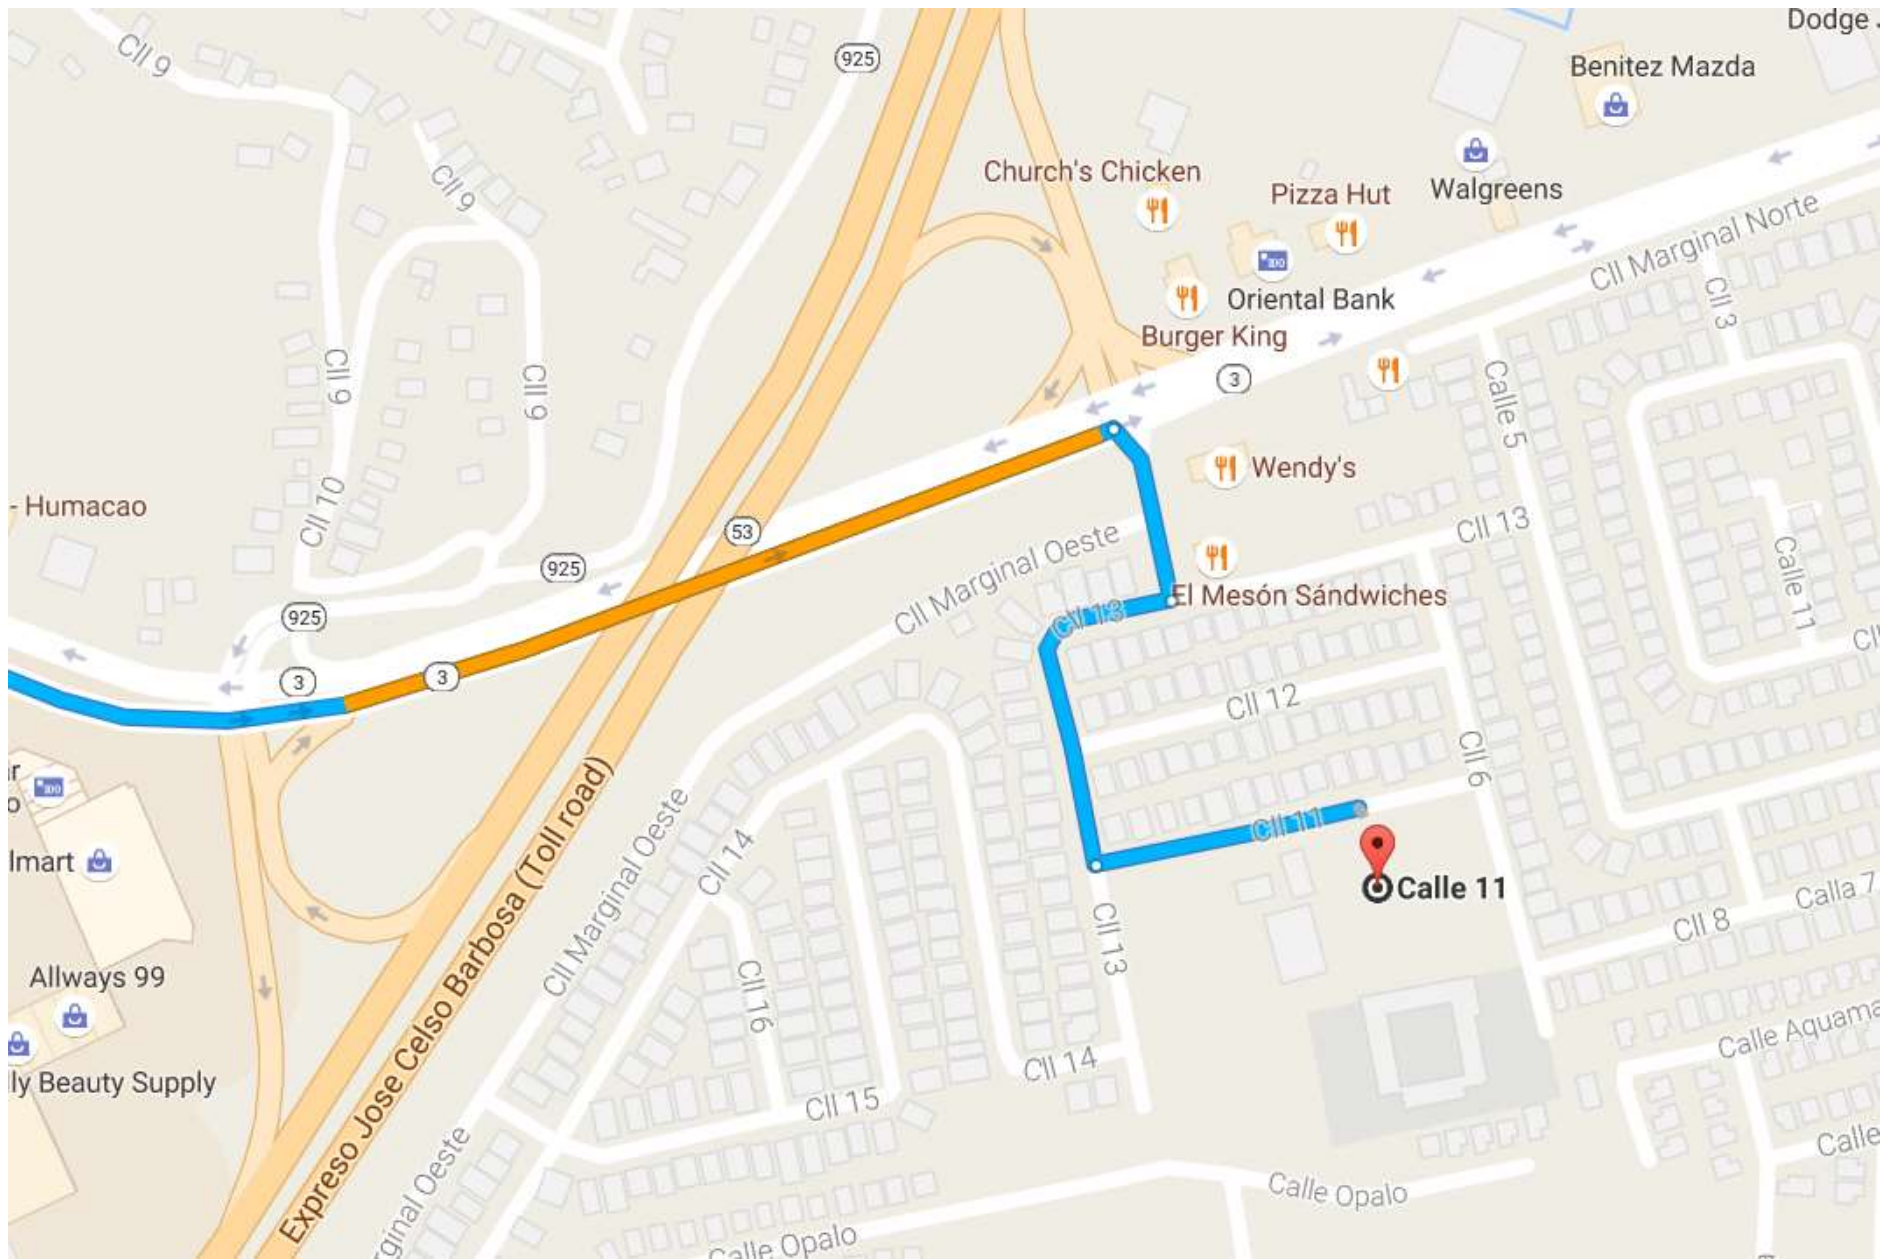 Dodge
Cll 9
925
Benitez Mazda
Cll 9
Church's Chicken
Pizza Hut
Walgreens
Cll Marginal Norte
Oriental Bank
Cll 3
Burger King
Cll 9
Cll 9
3
Calle 5
Wendy's
- Humacao
Cll 10
53
Cll Marginal Oeste
Cll 13
925
El Mesón Sándwiches
Calle 11
925
Cll 13
Cll
3
3
Cll 12
Cll 6
Expreso Jose Celso Barbosa (Toll road)
Cll 11
lmart
Cll 14
Cll Marginal Oeste
Calle 11
Calla 7
Cll 8
Cll 13
Allways 99
Cll 16
Calle Aquama
Cll 14
lly Beauty Supply
Cll 15
Calle
rginal Oeste
Calle Opalo
Calle Opalo